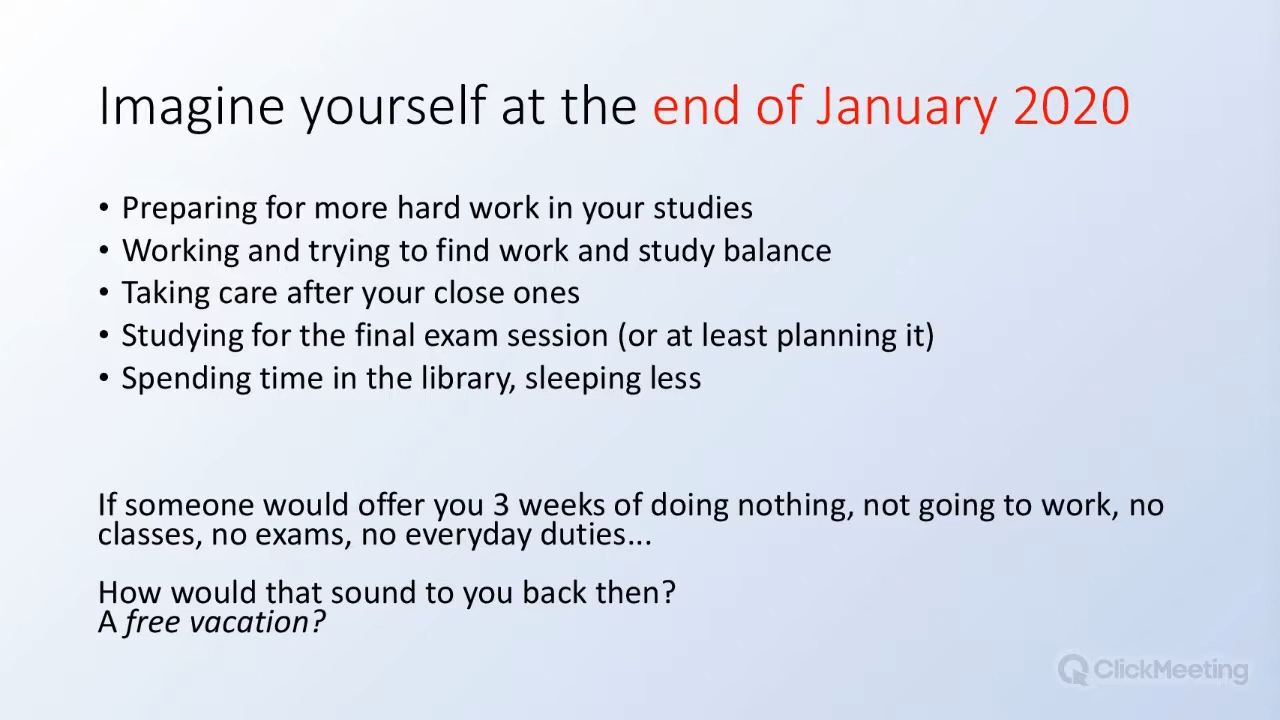 Imagine yourself at the end of January 2020
• Preparing for more hard work in your studies
• Working and trying to find work and study balance
• Taking care after your close ones
• Studying for the final exam session (or at least planning it)
• Spending time in the library, sleeping less
If someone would offer you 3 weeks of doing nothing, not going to work, no
classes, no exams, no everyday duties...
How would that sound to you back then?
A free vacation?
ClickMeeting